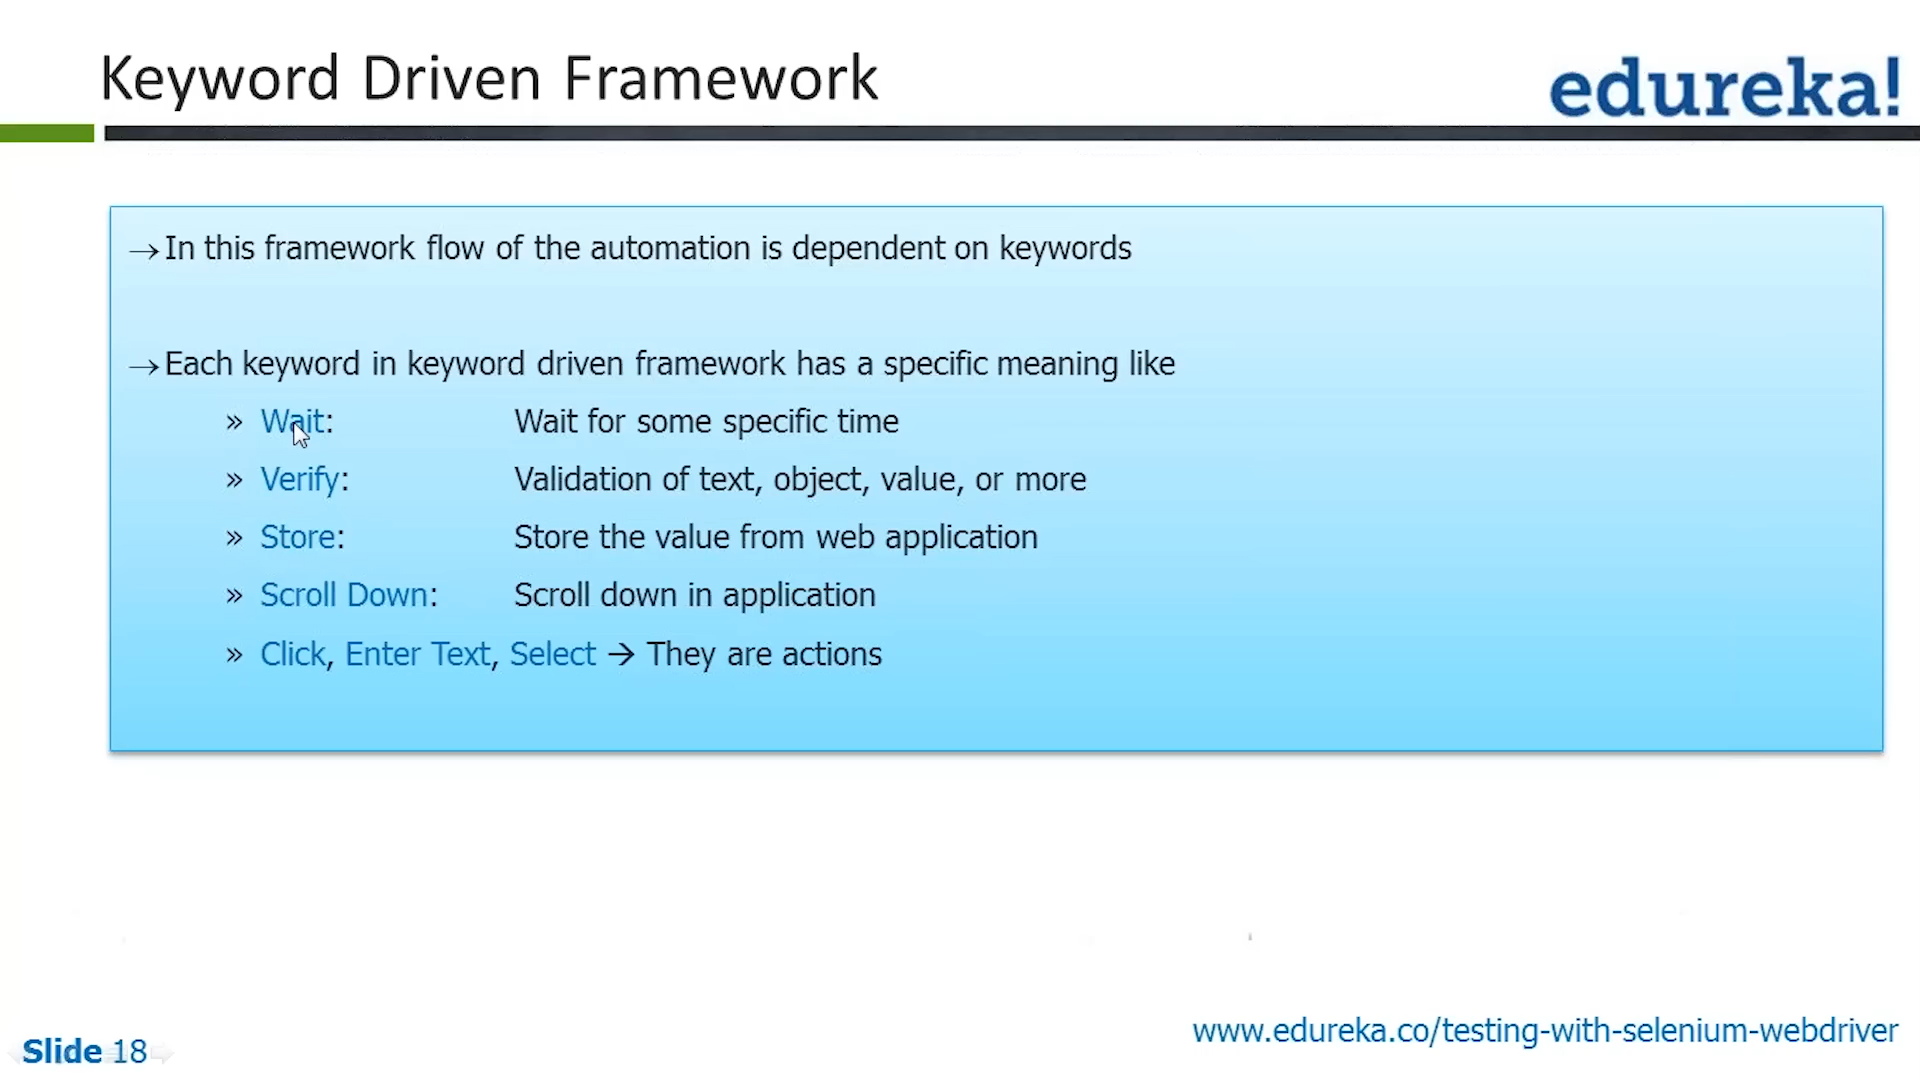 Keyword Driven Framework
edureka!
→ In this framework flow of the automation is dependent on keywords
→ Each keyword in keyword driven framework has a specific meaning like
» Wait: Wait for some specific time
» Verify: Validation of text, object, value, or more
» Store: Store the value from web application
» Scroll Down: Scroll down in application
» Click, Enter Text, Select → They are actions
www.edureka.co/testing-with-selenium-webdriver
Slide 18